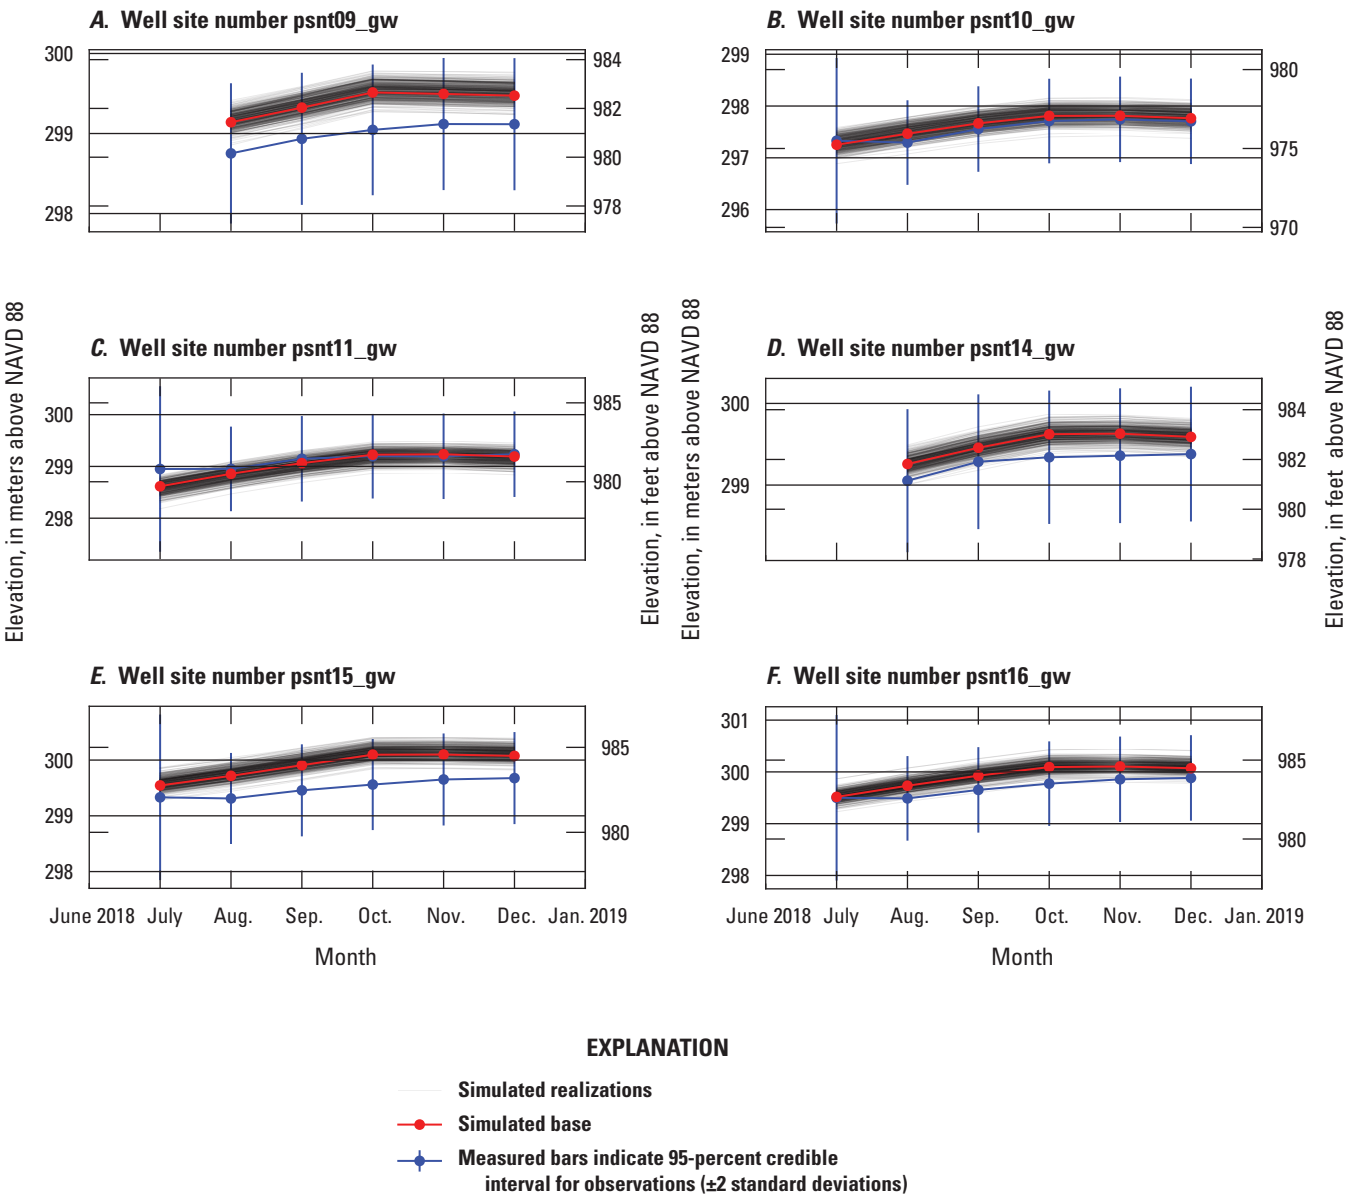 A. Well site number psnt09_gw
300
299
298
984
982
980
978
B. Well site number psnt10_gw
299
298
297
296
980
975
970
C. Well site number psnt11_gw
300
299
298
985
980
D. Well site number psnt14_gw
300
299
984
982
980
978
Elevation, in meters above NAVD 88
Elevation, in feet above NAVD 88
Elevation, in meters above NAVD 88
Elevation, in feet above NAVD 88
E. Well site number psnt15_gw
300
299
298
985
980
June 2018 July Aug. Sep. Oct. Nov. Dec. Jan. 2019
Month
F. Well site number psnt16_gw
301
300
299
298
985
980
June 2018 July Aug. Sep. Oct. Nov. Dec. Jan. 2019
Month
EXPLANATION
Simulated realizations
Simulated base
Measured bars indicate 95-percent credible
interval for observations (±2 standard deviations)